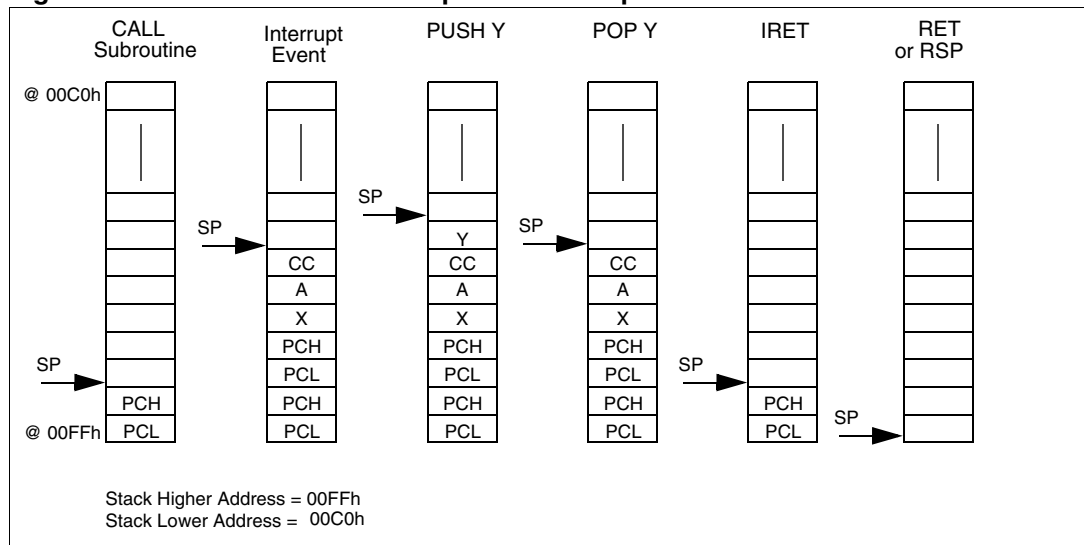 CALL
Subroutine
Interrupt
Event
PUSH Y
POP Y
IRET
RET
or RSP
@ 00C0h
SP
SP
SP
Y
SP
CC
CC
CC
A
A
A
X
X
X
PCH
PCH
PCH
SP
PCL
PCL
PCL
SP
PCH
PCH
PCH
PCH
PCH
@ 00FFh
PCL
PCL
PCL
PCL
PCL
SP
Stack Higher Address = 00FFh
Stack Lower Address = 00C0h